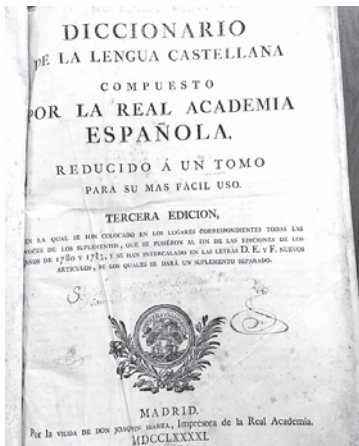 DICCIONARIO
DE LA LENGUA CASTELLANA
COMPUESTO
POR LA REAL ACADEMIA
ESPAÑOLA,
REDUCIDO Á UN TOMO
PARA SU MAS FÁCIL USO.
TERCERA EDICION,
EN LA QUAL SE HAN COLOCADO EN LOS LUGARES CORRESPONDIENTES TODAS LAS
VOCES DE LOS SUPLEMENTOS, QUE SE PUSIERON AL FIN DE LAS EDICIONES DE LOS
AÑOS DE 1780 Y 1783, Y SE HAN INTERCALADO EN LAS LETRAS D. E. Y F. NUEVOS
ARTÍCULOS, DE LOS QUALES SE DARÁ UN SUPLEMENTO SEPARADO.
MADRID.
Por la VIUDA DE DON JOAQUIN IBARRA, Impresora de la Real Academia.
MDCCLXXXXI.